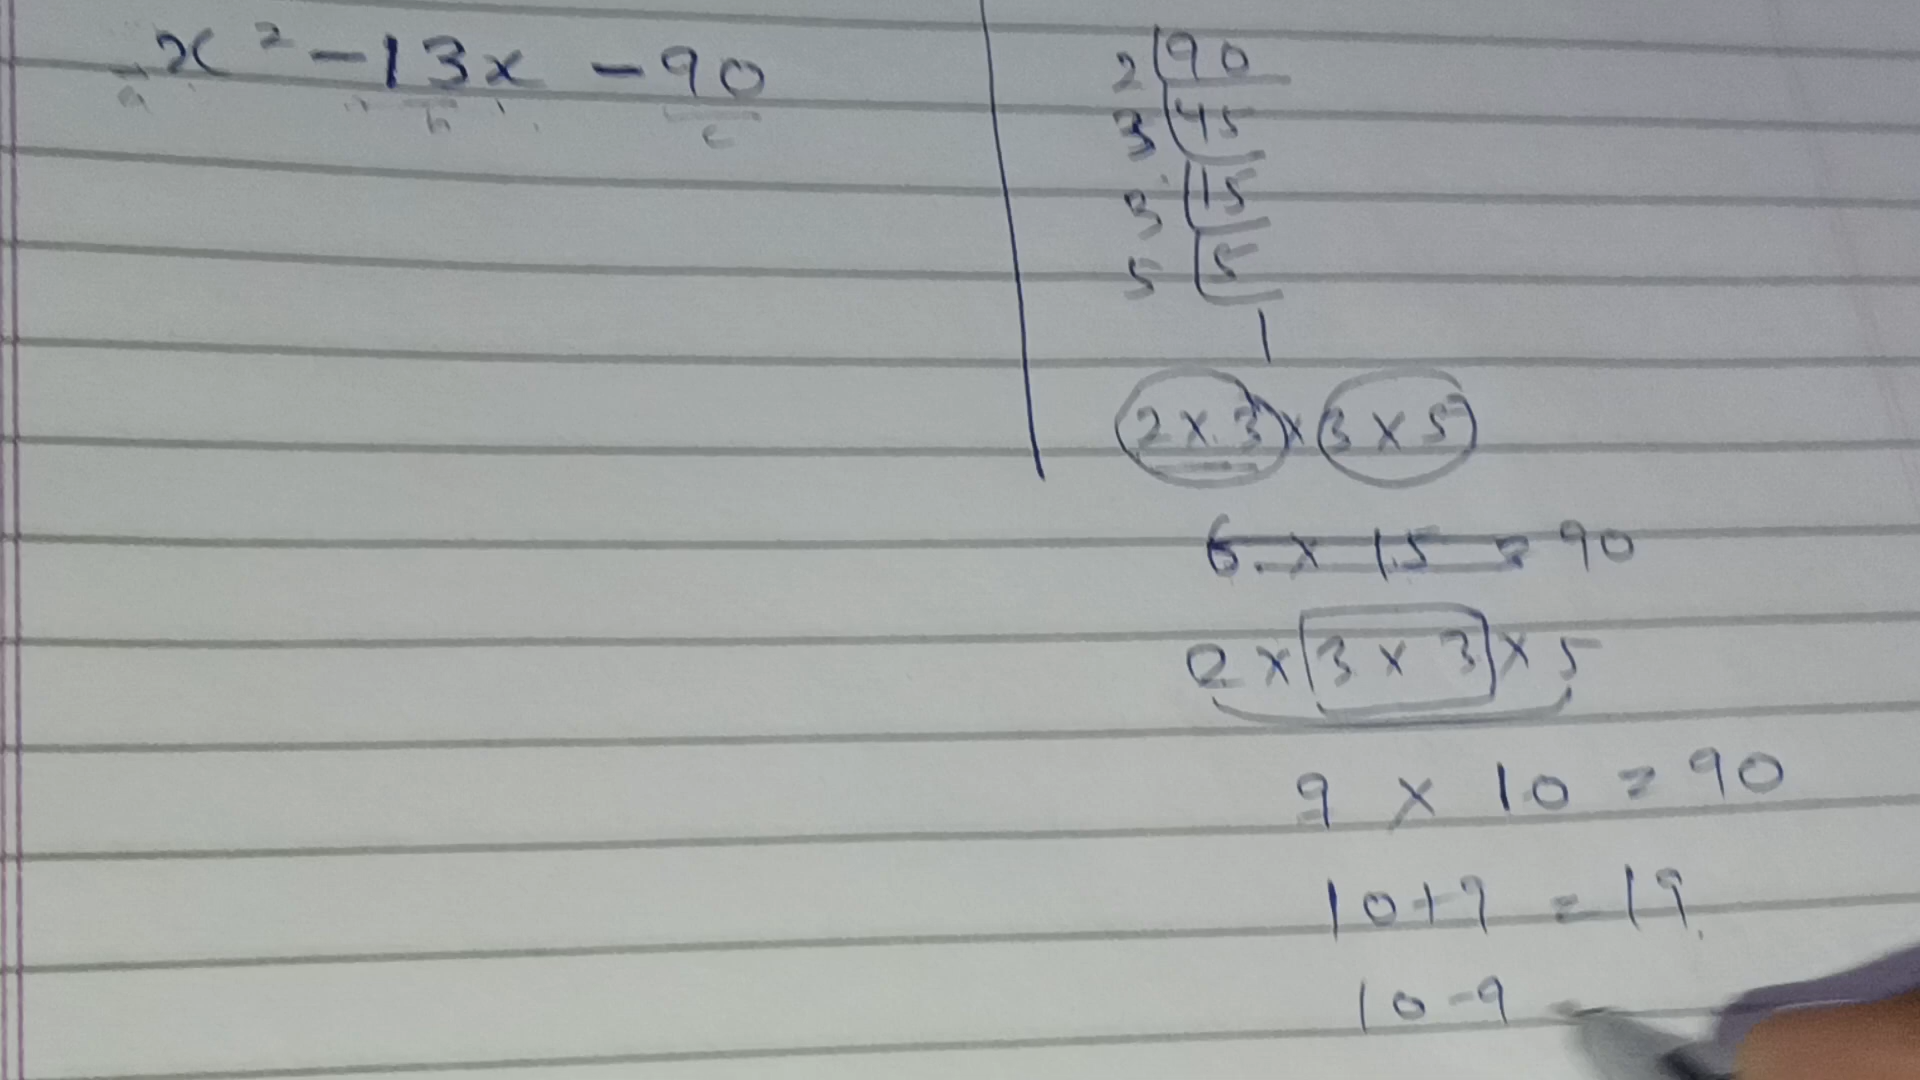 x² - 13x - 90
a b c
2 | 90
3 | 45
3 | 15
5 | 5
1
2 x 3 x 3 x 5
6 x 15 = 90
2 x 3 x 3 x 5
9 x 10 = 90
10 + 9 = 19
10 - 9 =